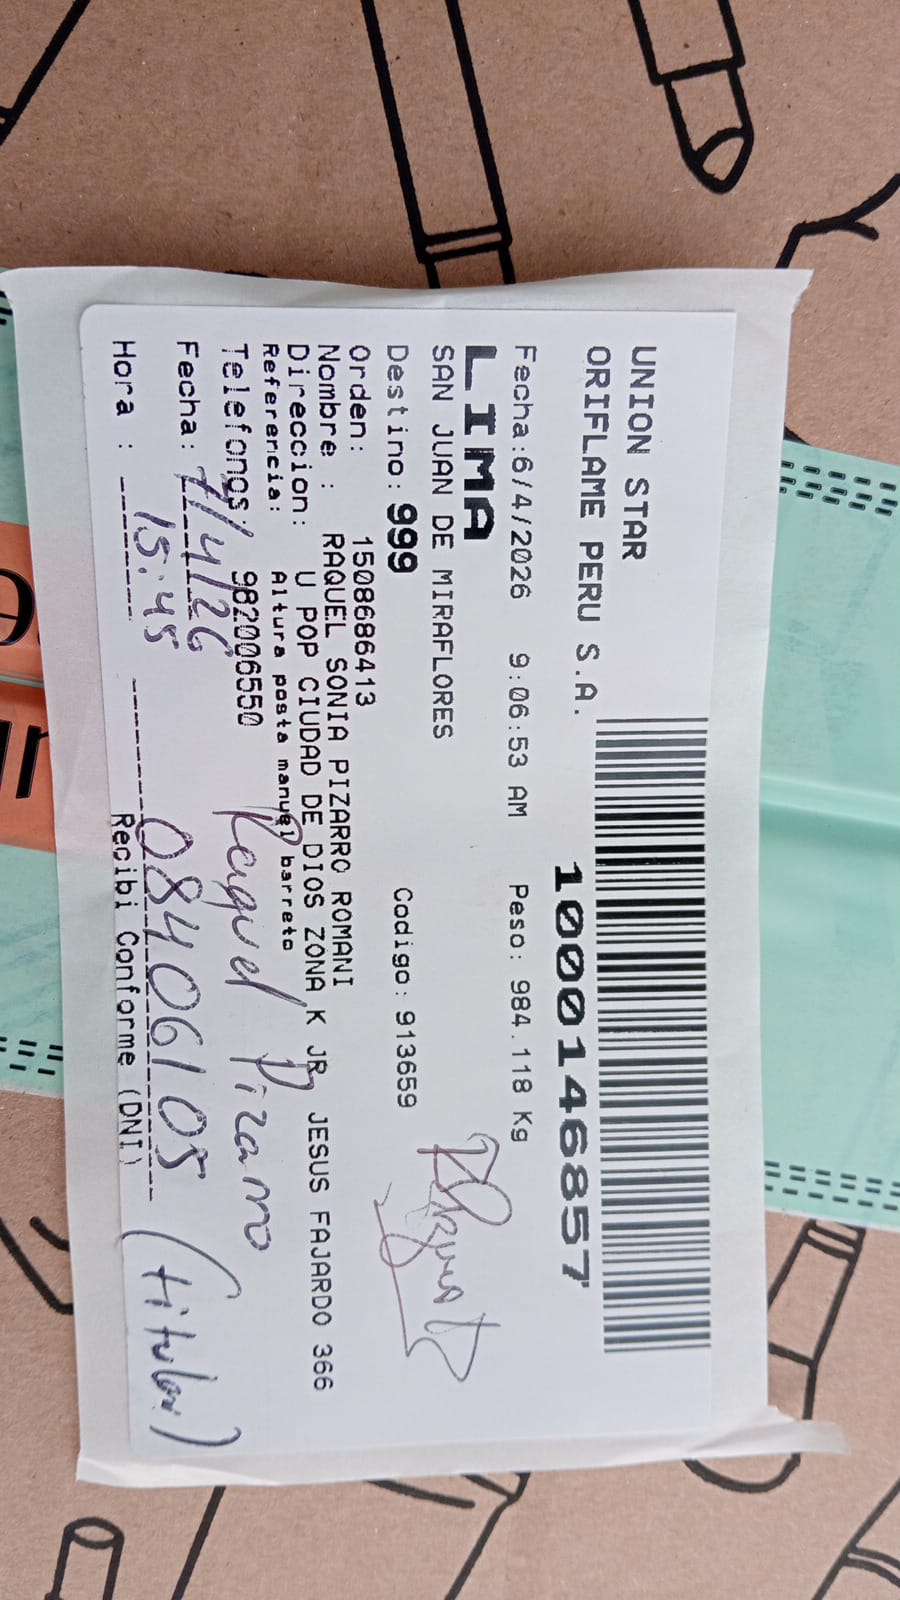 UNION STAR
ORIFLAME PERU S.A.
1000146857
Fecha:6/4/2026 9:06:53 AM Peso: 984.118 Kg
LIMA
SAN JUAN DE MIRAFLORES
Destino: 999 Codigo: 913659
Orden: 1508686413
Nombre : RAQUEL SONIA PIZARRO ROMANI
Direccion: U POP CIUDAD DE DIOS ZONA K JR JESUS FAJARDO 366
Referencia: Altura posta manuel barreto
Telefonos: 982006550
Raquel Pizarro
Fecha: 7/4/26
08406105 (titular)
Hora : 15:45
Recibi Conforme (DNI)